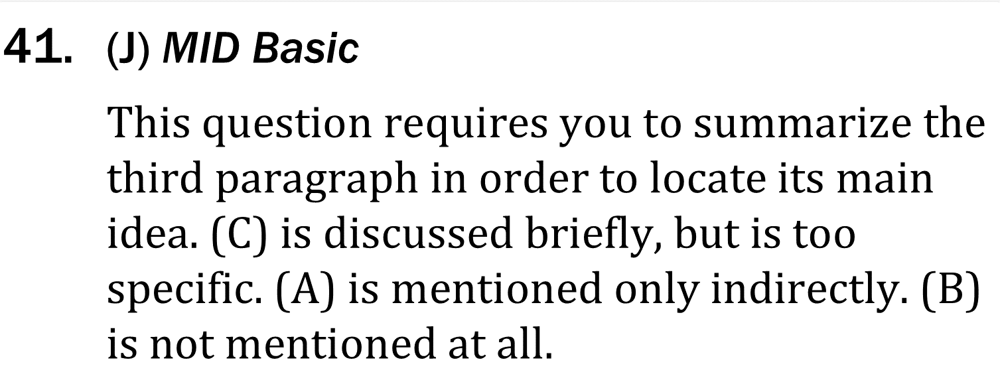 41. (J) MID Basic
This question requires you to summarize the
third paragraph in order to locate its main
idea. (C) is discussed briefly, but is too
specific. (A) is mentioned only indirectly. (B)
is not mentioned at all.